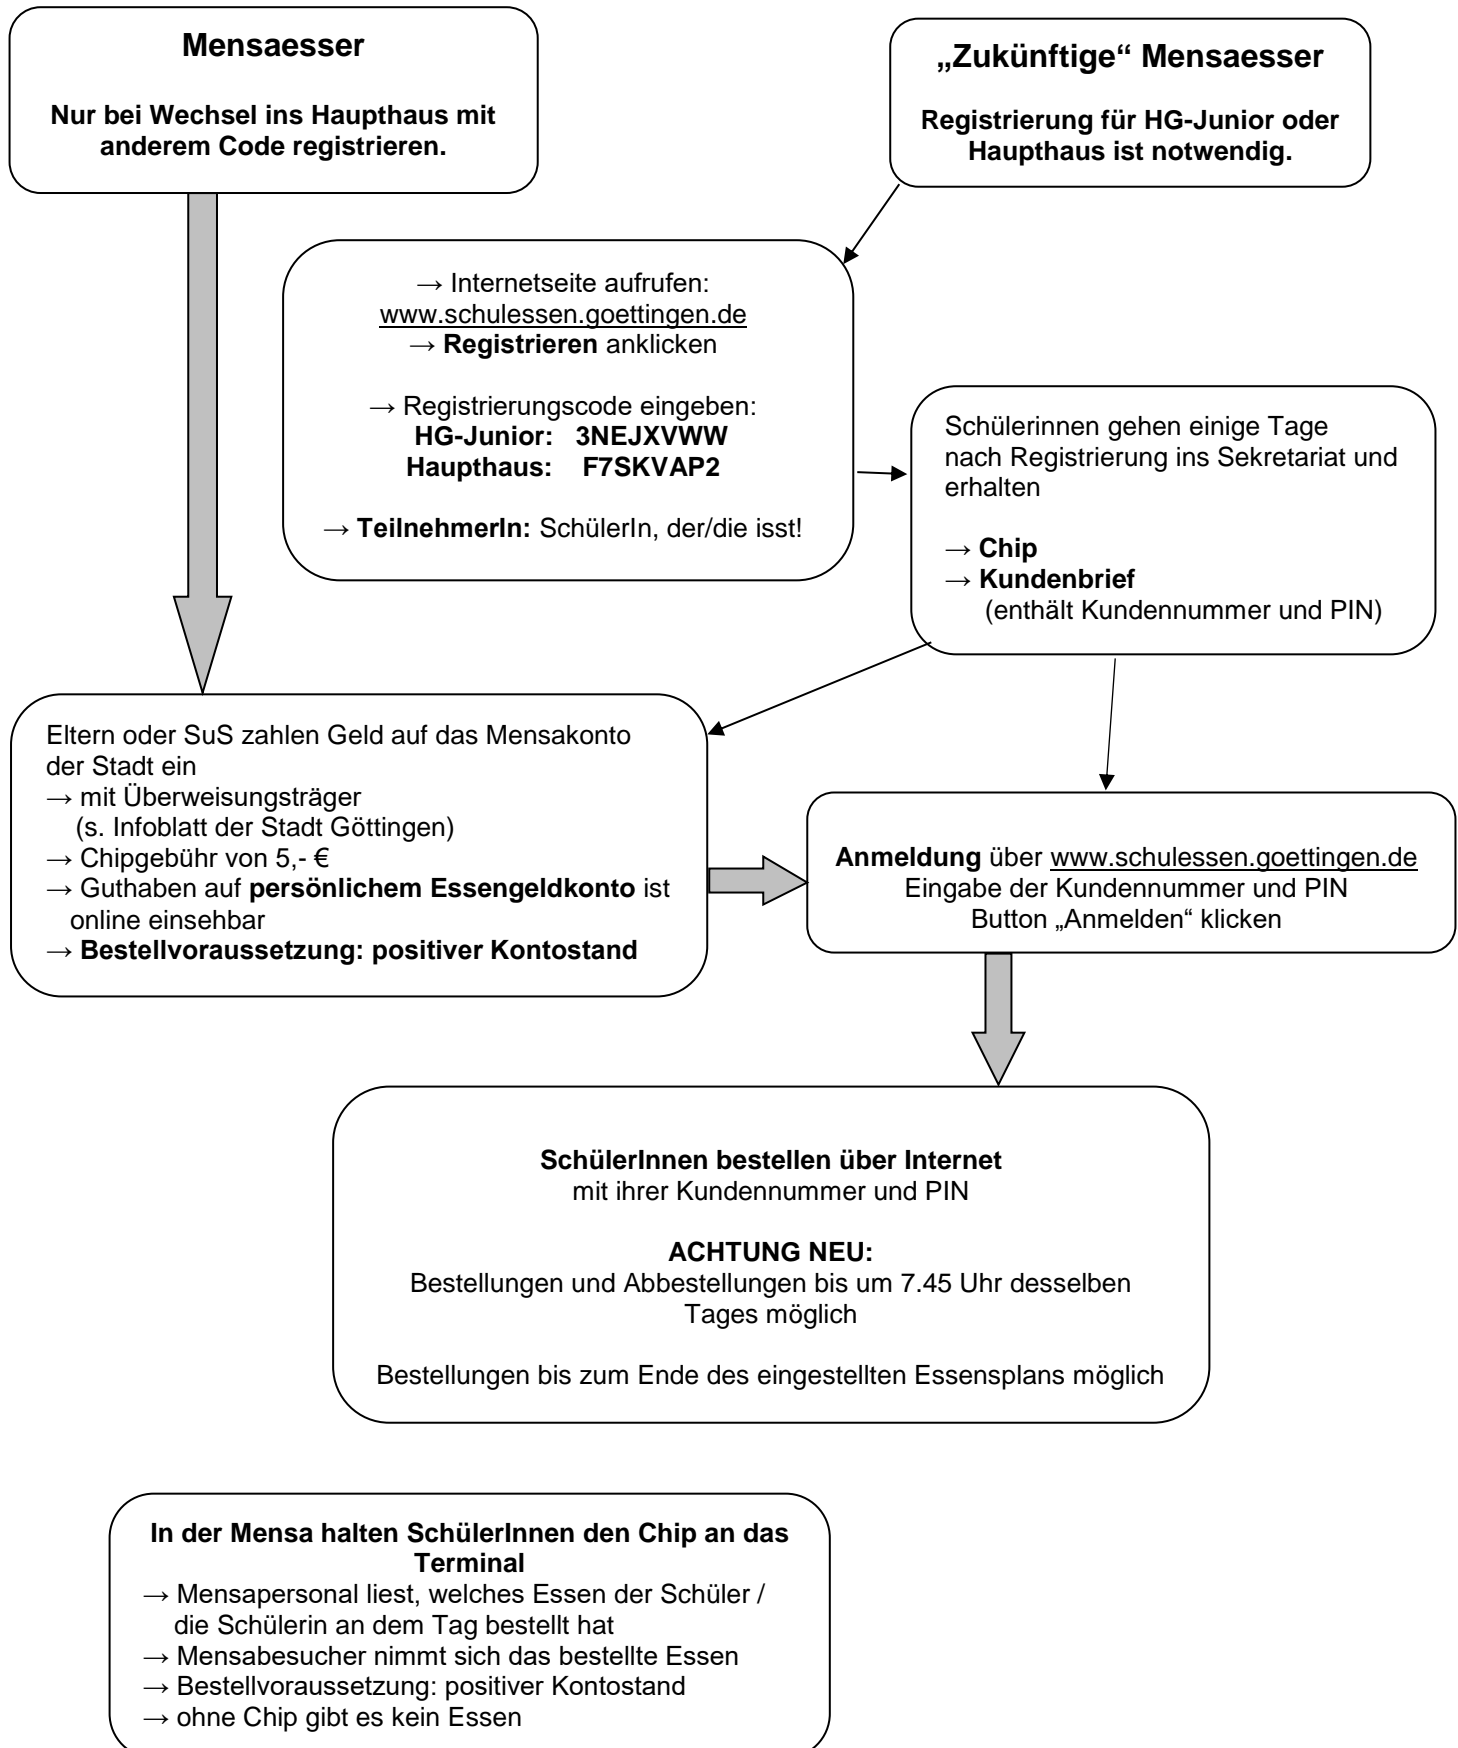 Mensaesser
Nur bei Wechsel ins Haupthaus mit
anderem Code registrieren.
„Zukünftige“ Mensaesser
Registrierung für HG-Junior oder
Haupthaus ist notwendig.
→ Internetseite aufrufen:
www.schulessen.goettingen.de
→ Registrieren anklicken
→ Registrierungscode eingeben:
HG-Junior: 3NEJXVWW
Haupthaus: F7SKVAP2
→ TeilnehmerIn: SchülerIn, der/die isst!
Schülerinnen gehen einige Tage
nach Registrierung ins Sekretariat und
erhalten
→ Chip
→ Kundenbrief
(enthält Kundennummer und PIN)
Eltern oder SuS zahlen Geld auf das Mensakonto
der Stadt ein
→ mit Überweisungsträger
(s. Infoblatt der Stadt Göttingen)
→ Chipgebühr von 5,- €
→ Guthaben auf persönlichem Essengeldkonto ist
online einsehbar
→ Bestellvoraussetzung: positiver Kontostand
Anmeldung über www.schulessen.goettingen.de
Eingabe der Kundennummer und PIN
Button „Anmelden“ klicken
SchülerInnen bestellen über Internet
mit ihrer Kundennummer und PIN
ACHTUNG NEU:
Bestellungen und Abbestellungen bis um 7.45 Uhr desselben
Tages möglich
Bestellungen bis zum Ende des eingestellten Essensplans möglich
In der Mensa halten SchülerInnen den Chip an das
Terminal
→ Mensapersonal liest, welches Essen der Schüler /
die Schülerin an dem Tag bestellt hat
→ Mensabesucher nimmt sich das bestellte Essen
→ Bestellvoraussetzung: positiver Kontostand
→ ohne Chip gibt es kein Essen